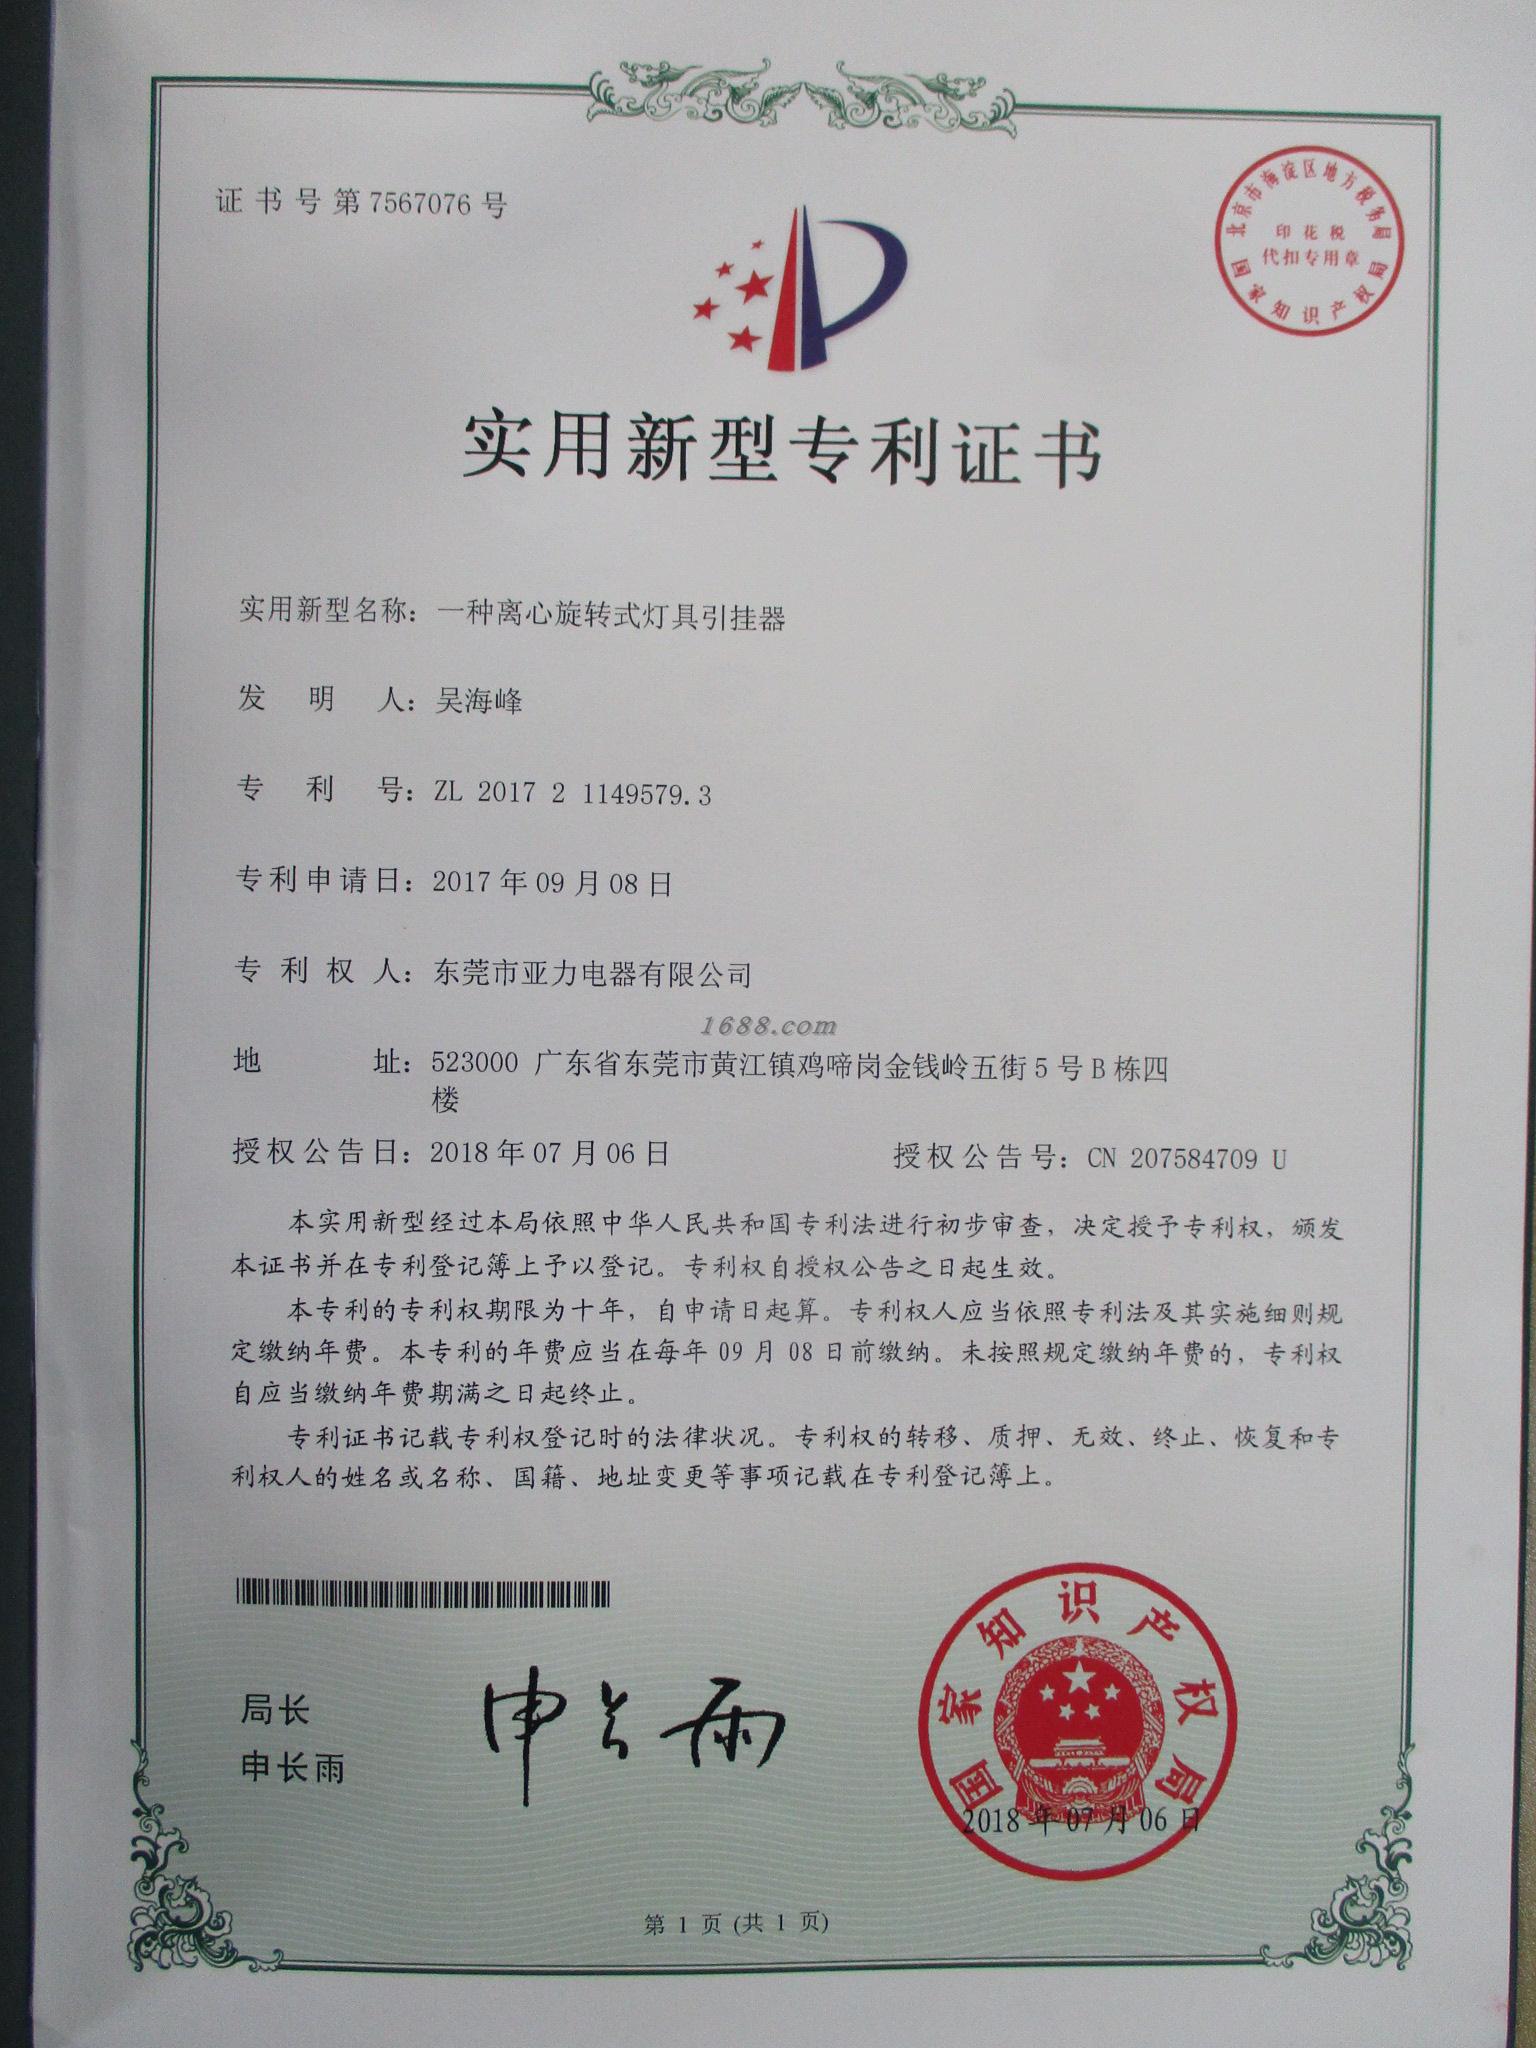 证书号第7567076号
北京市海淀区地方税务局
印花税
代扣专用章
国家知识产权局
实用新型专利证书
实用新型名称：一种离心旋转式灯具引挂器
发明人：吴海峰
专利号：ZL 2017 2 1149579.3
专利申请日：2017年09月08日
专利权人：东莞市亚力电器有限公司
1688.com
地址：523000 广东省东莞市黄江镇鸡啼岗金钱岭五街5号B栋四
楼
授权公告日：2018年07月06日 授权公告号：CN 207584709 U
本实用新型经过本局依照中华人民共和国专利法进行初步审查，决定授予专利权，颁发
本证书并在专利登记簿上予以登记。专利权自授权公告之日起生效。
本专利的专利权期限为十年，自申请日起算。专利权人应当依照专利法及其实施细则规
定缴纳年费。本专利的年费应当在每年09月08日前缴纳。未按照规定缴纳年费的，专利权
自应当缴纳年费期满之日起终止。
专利证书记载专利权登记时的法律状况。专利权的转移、质押、无效、终止、恢复和专
利权人的姓名或名称、国籍、地址变更等事项记载在专利登记簿上。
局长
申长雨
申长雨
国家知识产权局
2018年07月06日
第1页(共1页)